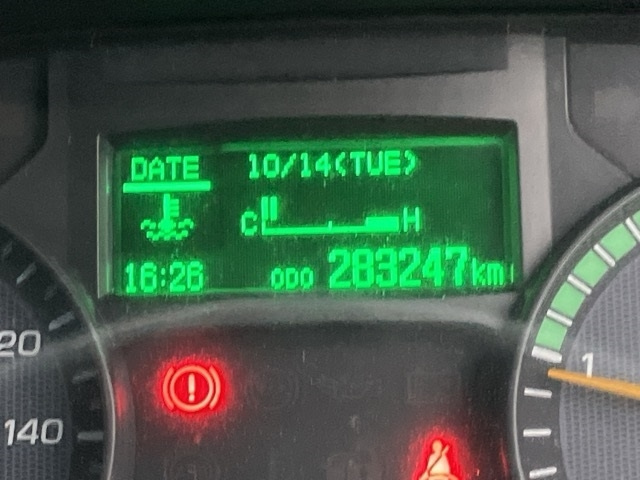 DATE 10/14(TUE)
C H
16:26 ODO 283247km
20
140
1
!